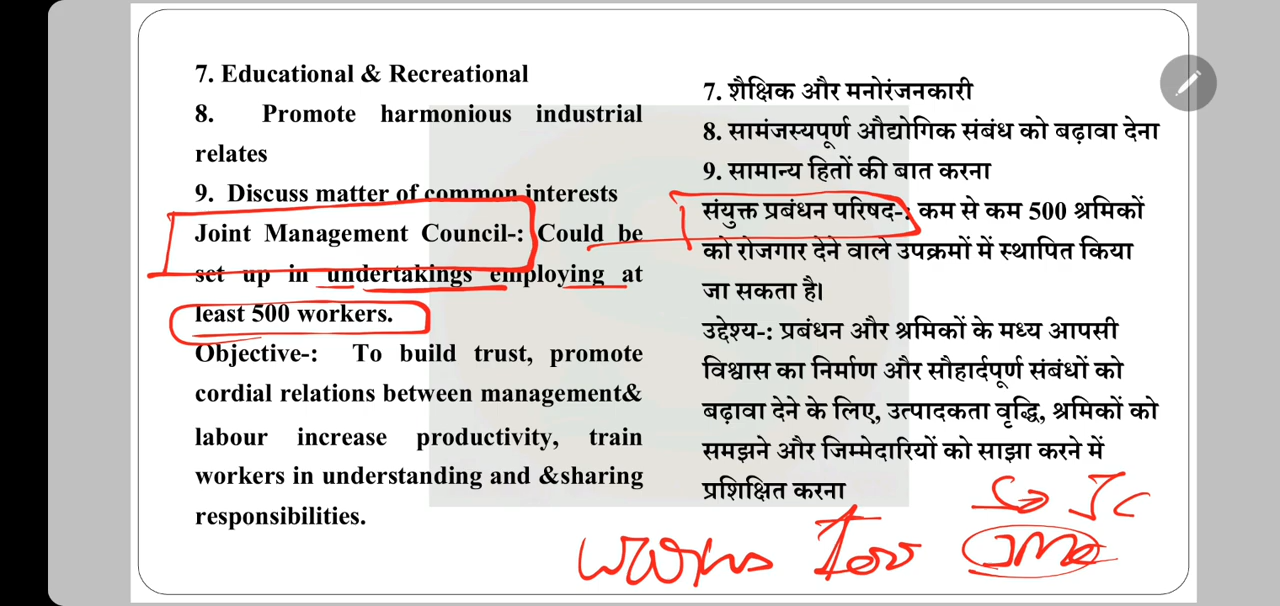 7. Educational & Recreational
8. Promote harmonious industrial
relates
9. Discuss matter of common interests
Joint Management Council-: Could be
set up in undertakings employing at
least 500 workers.
Objective-: To build trust, promote
cordial relations between management&
labour increase productivity, train
workers in understanding and &sharing
responsibilities.
7. शैक्षिक और मनोरंजनकारी
8. सामंजस्यपूर्ण औद्योगिक संबंध को बढ़ावा देना
9. सामान्य हितों की बात करना
संयुक्त प्रबंधन परिषद-: कम से कम 500 श्रमिकों
को रोजगार देने वाले उपक्रमों में स्थापित किया
जा सकता है।
उद्देश्य-: प्रबंधन और श्रमिकों के मध्य आपसी
विश्वास का निर्माण और सौहार्दपूर्ण संबंधों को
बढ़ावा देने के लिए, उत्पादकता वृद्धि, श्रमिकों को
समझने और जिम्मेदारियों को साझा करने में
प्रशिक्षित करना